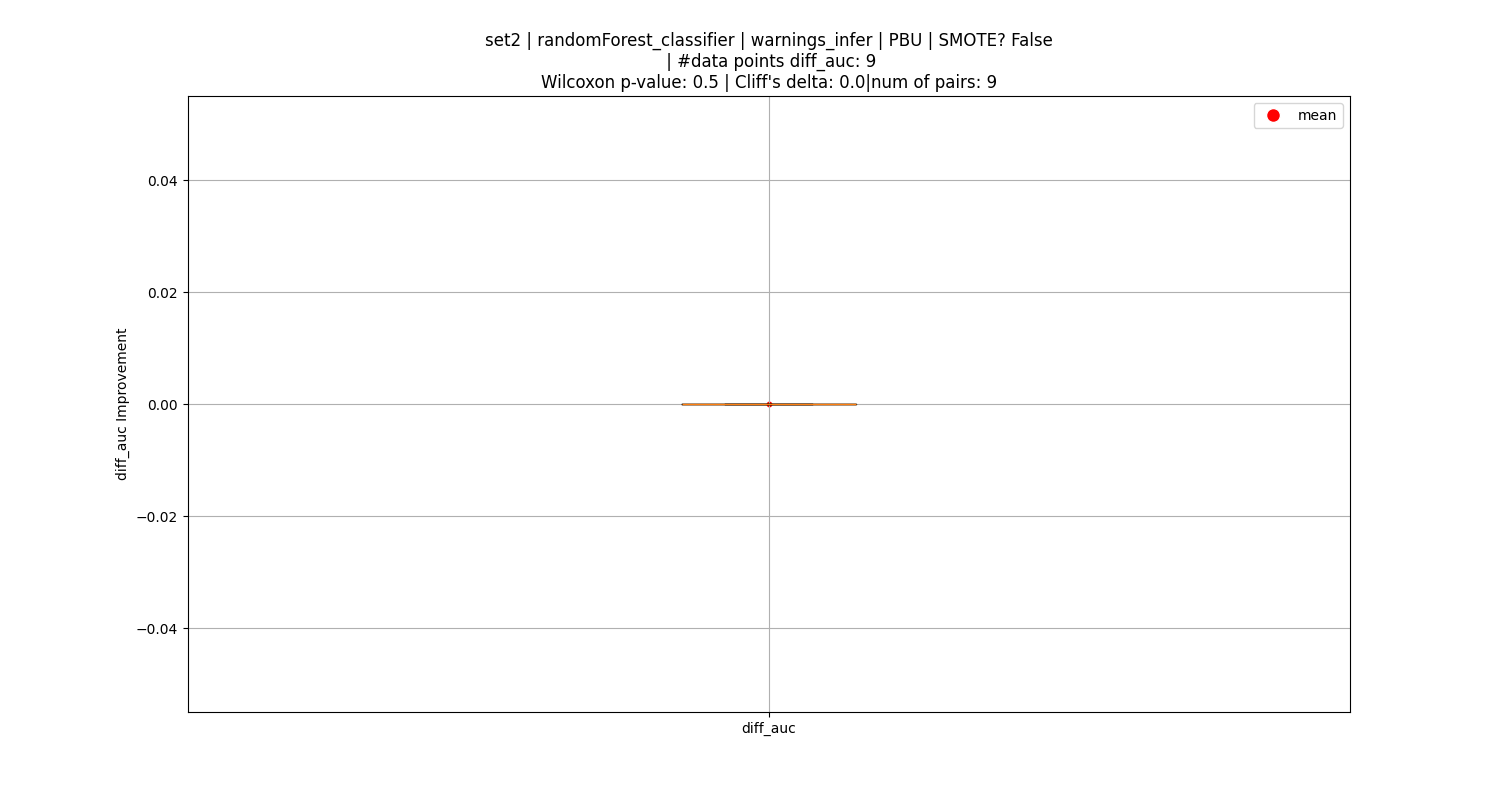 set2 | randomForest_classifier | warnings_infer | PBU | SMOTE? False
| #data points diff_auc: 9
Wilcoxon p-value: 0.5 | Cliff's delta: 0.0|num of pairs: 9
mean
0.04
0.02
0.00
−0.02
−0.04
diff_auc Improvement
diff_auc